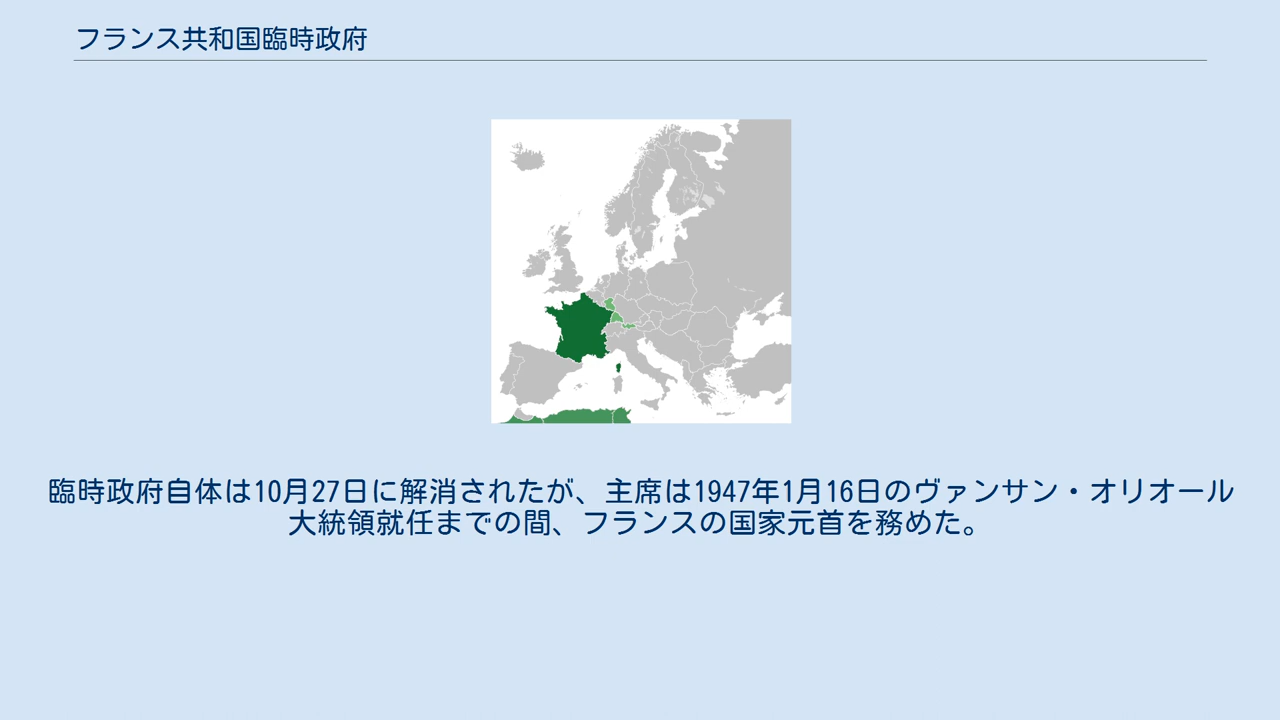 フランス共和国臨時政府
臨時政府自体は10月27日に解消されたが、主席は1947年1月16日のヴァンサン・オリオール
大統領就任までの間、フランスの国家元首を務めた。